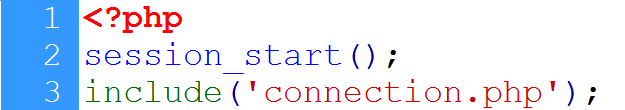 1 <?php
2 session_start();
3 include('connection.php');